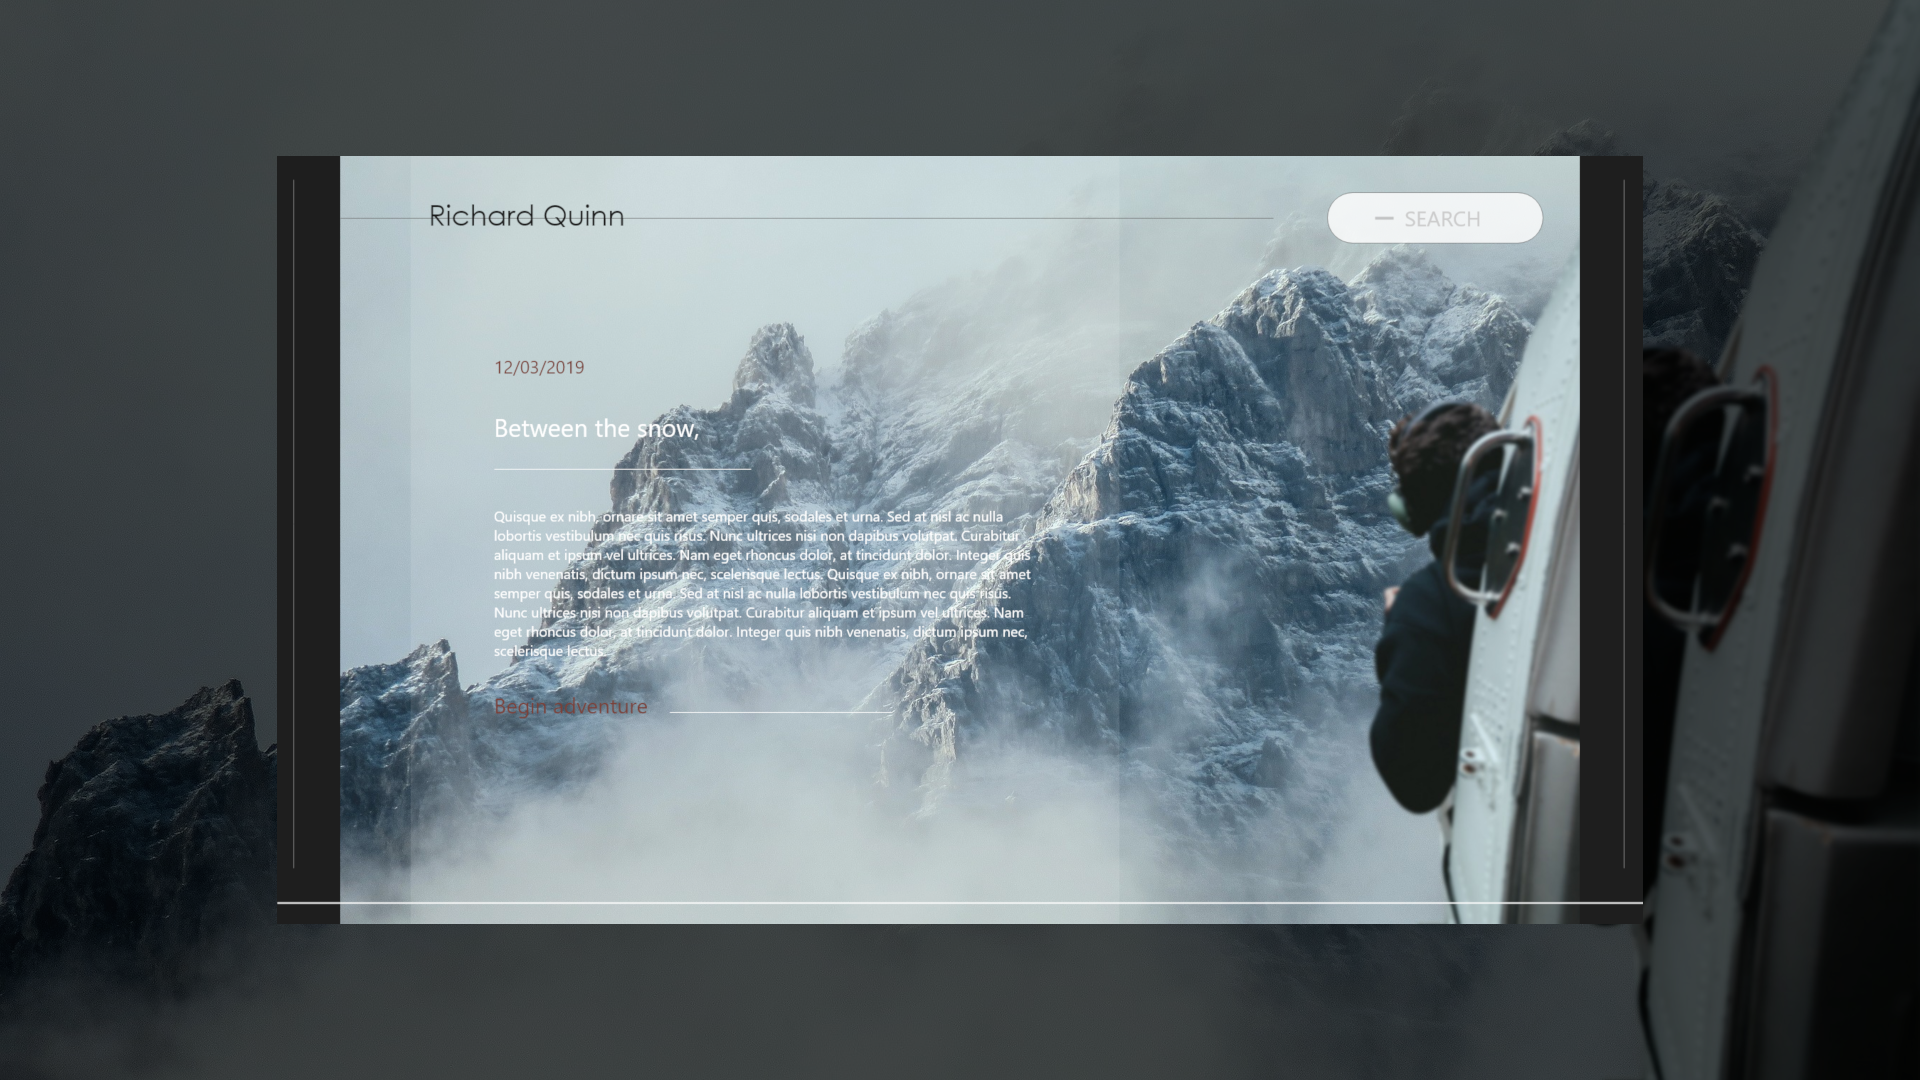 Richard Quinn
SEARCH
12/03/2019
Between the snow,
Quisque ex nibh, ornare sit amet semper quis, sodales et urna. Sed at nisl ac nulla
lobortis vestibulum nec quis risus. Nunc ultrices nisi non dapibus volutpat. Curabitur
aliquam et ipsum vel ultrices. Nam eget rhoncus dolor, at tincidunt dolor. Integer quis
nibh venenatis, dictum ipsum nec, scelerisque lectus. Quisque ex nibh, ornare sit amet
semper quis, sodales et urna. Sed at nisl ac nulla lobortis vestibulum nec quis risus.
Nunc ultrices nisi non dapibus volutpat. Curabitur aliquam et ipsum vel ultrices. Nam
eget rhoncus dolor, at tincidunt dolor. Integer quis nibh venenatis, dictum ipsum nec,
scelerisque lectus.
Begin adventure